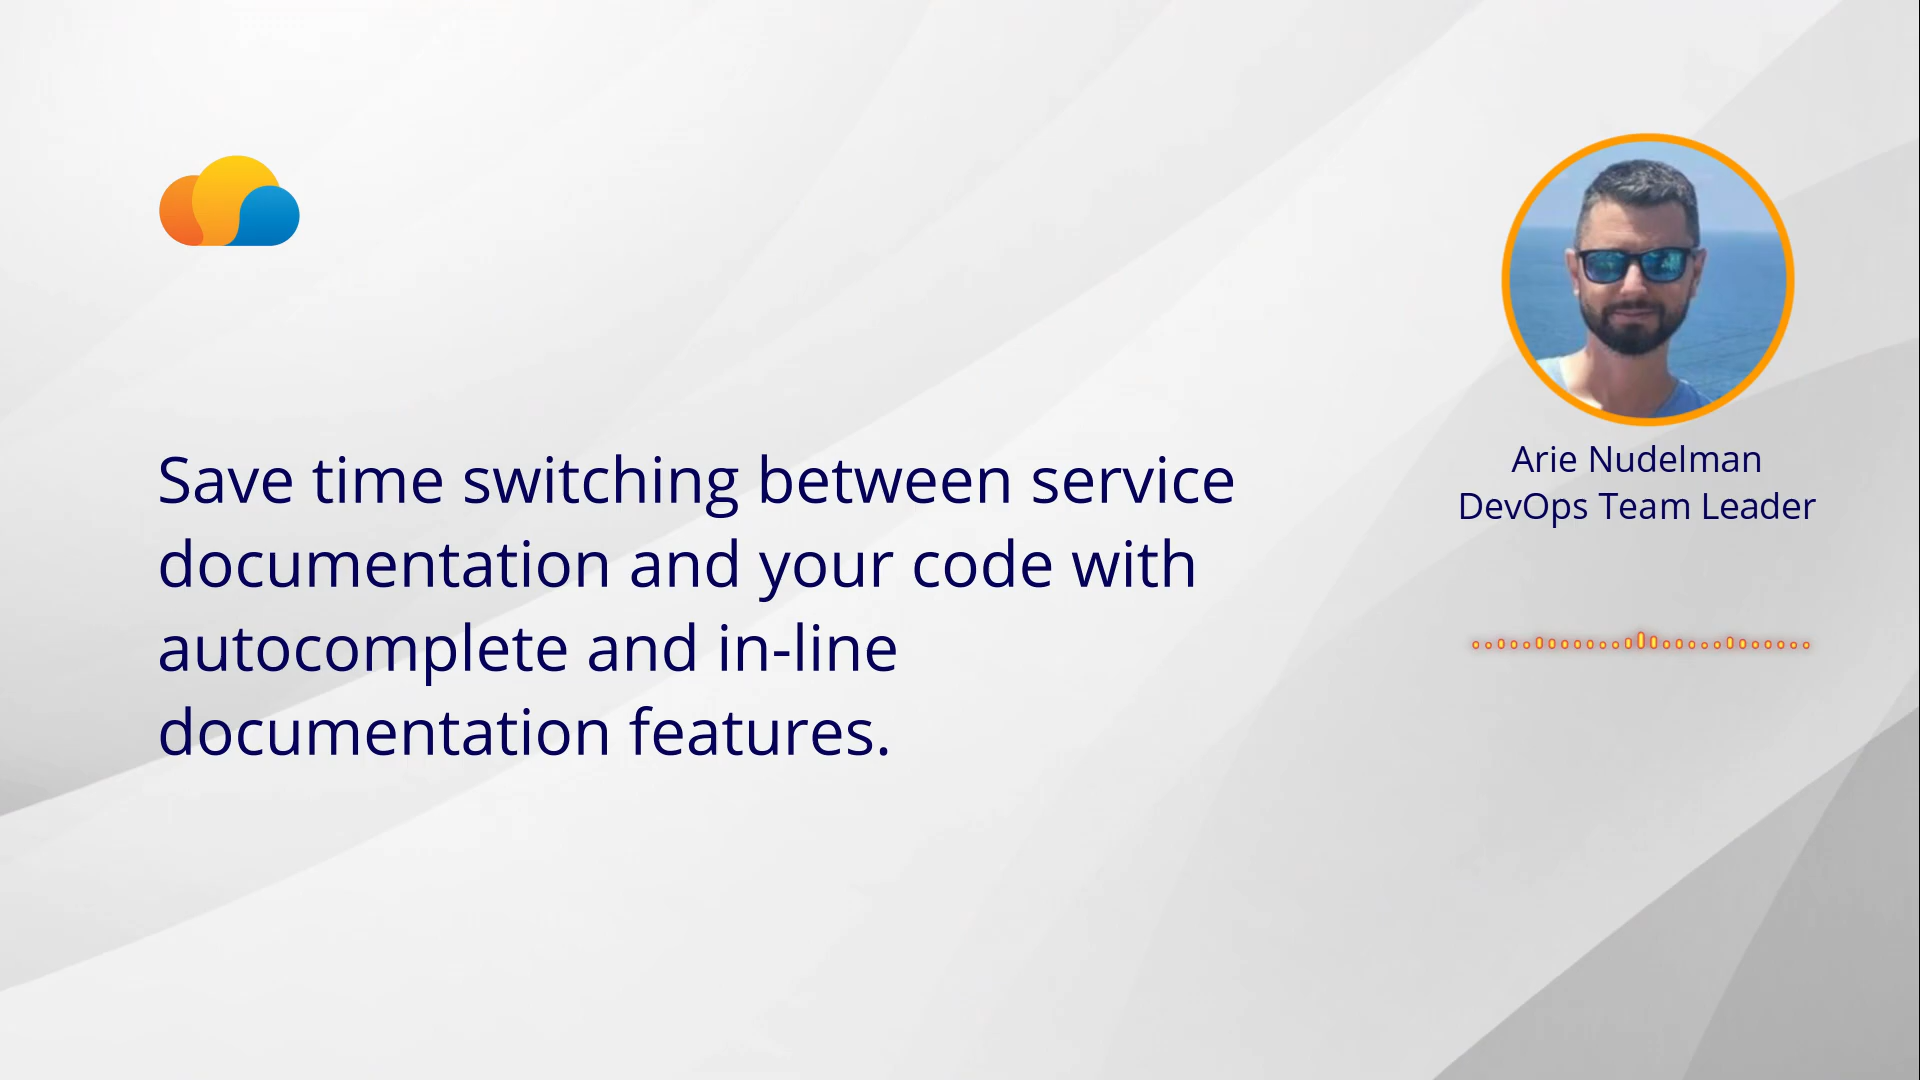 Save time switching between service
documentation and your code with
autocomplete and in-line
documentation features.
Arie Nudelman
DevOps Team Leader